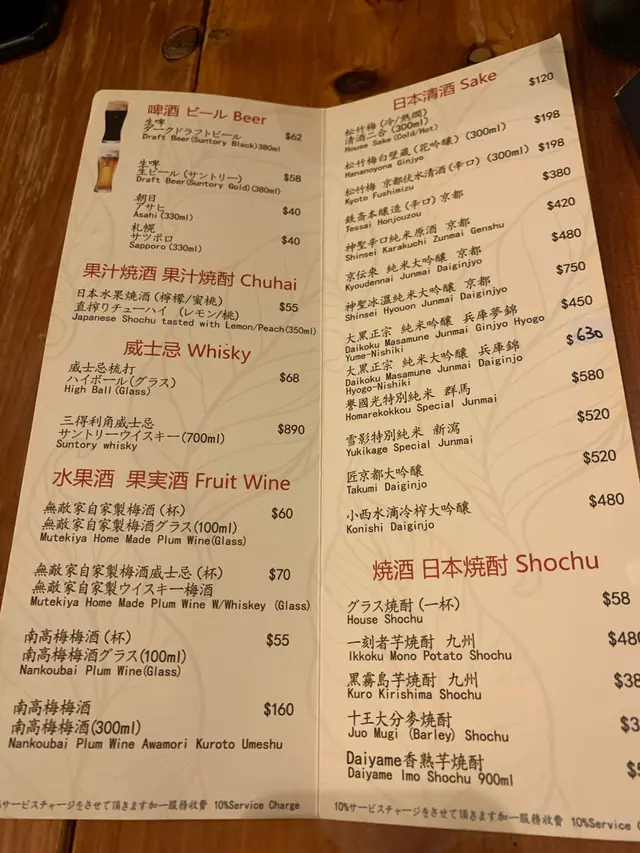 啤酒 ビール Beer
生啤
ダークドラフトビール
Draft Beer(Suntory Black)380ml
$62
生啤
生ビール (サントリー)
Draft Beer(Suntory Gold)(380ml)
$58
朝日
アサヒ
Asahi (330ml)
$40
札幌
サッポロ
Sapporo (330ml)
$40
果汁焼酒 果汁焼酎 Chuhai
日本水果燒酒 (檸檬/蜜桃)
直搾りチューハイ (レモン/桃)
Japanese Shochu tasted with Lemon/Peach(350ml)
$55
威士忌 Whisky
威士忌梳打
ハイボール(グラス)
High Ball(Glass)
$68
三得利角威士忌
サントリーウイスキー(700ml)
Suntory whisky
$890
水果酒 果実酒 Fruit Wine
無敵家自家製梅酒 (杯)
無敵家自家製梅酒グラス(100ml)
Mutekiya Home Made Plum Wine(Glass)
$60
無敵家自家製梅酒威士忌 (杯)
無敵家自家製ウイスキー梅酒
Mutekiya Home Made Plum Wine W/Whiskey (Glass)
$70
南高梅梅酒 (杯)
南高梅梅酒グラス(100ml)
Nankoubai Plum Wine(Glass)
$55
南高梅梅酒
南高梅梅酒(300ml)
Nankoubai Plum Wine Awamori Kuroto Umeshu
$160
サービスチャージをさせて頂きます加一服務收費 10%Service Charge
日本清酒 Sake
松竹梅 (冷/熱燗)
清酒二合 (300ml)
House Sake(Cold/Hot)
$120
松竹梅白壁蔵 (花吟醸) (300ml)
Hananoyona Ginjyo
$198
松竹梅 京都伏水清酒(辛口) (300ml)
Kyoto Fushimizu
$198
鉄斎本醸造 (辛口) 京都
Tessai Honjouzou
$380
神聖辛口純米原酒 京都
Shinsei Karakuchi Zunmai Genshu
$420
京伝來 純米大吟醸 京都
Kyoudennai Junmai Daiginjyo
$480
神聖冰温純米大吟醸 京都
Shinsei Hyouon Junmai Daiginjyo
$750
大黒正宗 純米吟醸 兵庫夢錦
Daikoku Masamune Junmai Ginjyo Hyogo
Yume-Nishiki
$450
大黒正宗 純米大吟醸 兵庫錦
Daikoku Masamune Junmai Daiginjo
Hyogo-Nishiki
$630
譽國光特別純米 群馬
Homarekokkou Special Junmai
$580
雪影特別純米 新瀉
Yukikage Special Junmai
$520
匠京都大吟醸
Takumi Daiginjo
$520
小西水滴冷榨大吟醸
Konishi Daiginjo
$480
焼酒 日本焼酎 Shochu
グラス焼酎 (一杯)
House Shochu
$58
一刻者芋焼酎 九州
Ikkoku Mono Potato Shochu
$480
黒霧島芋焼酎 九州
Kuro Kirishima Shochu
十王大分麥焼酎
Juo Mugi (Barley) Shochu
Daiyame香熟芋焼酎
Daiyame Imo Shochu 900ml
10%サービスチャージをさせて頂きます加一服務收費 10%Service